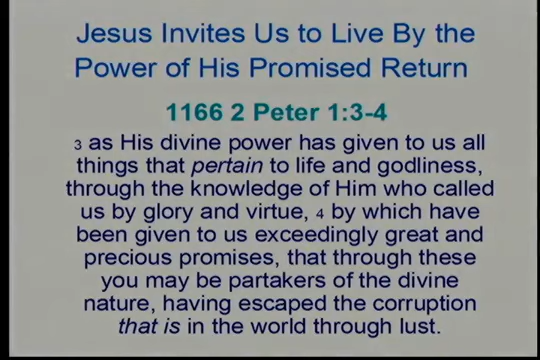 Jesus Invites Us to Live By the
Power of His Promised Return
1166 2 Peter 1:3-4
3 as His divine power has given to us all
things that pertain to life and godliness,
through the knowledge of Him who called
us by glory and virtue, 4 by which have
been given to us exceedingly great and
precious promises, that through these
you may be partakers of the divine
nature, having escaped the corruption
that is in the world through lust.